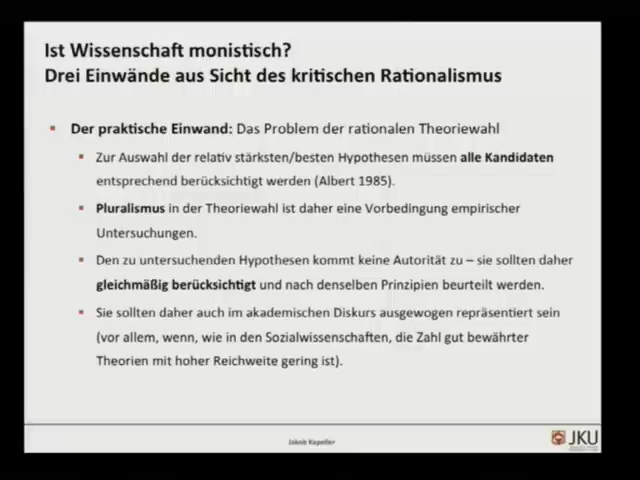 Ist Wissenschaft monistisch?
Drei Einwände aus Sicht des kritischen Rationalismus
Der praktische Einwand: Das Problem der rationalen Theoriewahl
Zur Auswahl der relativ stärksten/besten Hypothesen müssen alle Kandidaten
entsprechend berücksichtigt werden (Albert 1985).
Pluralismus in der Theoriewahl ist daher eine Vorbedingung empirischer
Untersuchungen.
Den zu untersuchenden Hypothesen kommt keine Autorität zu – sie sollten daher
gleichmäßig berücksichtigt und nach denselben Prinzipien beurteilt werden.
Sie sollten daher auch im akademischen Diskurs ausgewogen repräsentiert sein
(vor allem, wenn, wie in den Sozialwissenschaften, die Zahl gut bewährter
Theorien mit hoher Reichweite gering ist).
Jakob Kapeller
JKU